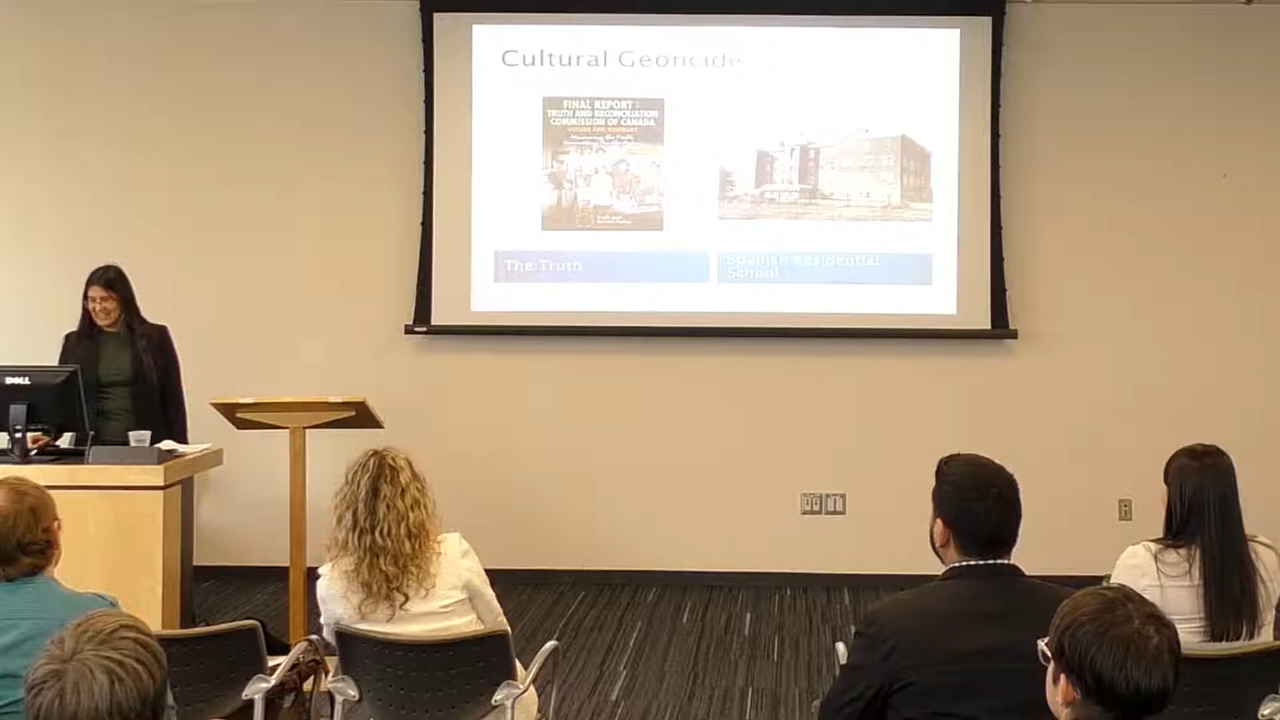 Cultural Geoncide
FINAL REPORT :
TRUTH AND RECONCILIATION
COMMISSION OF CANADA
The Truth
Spanish Residential
School
DELL